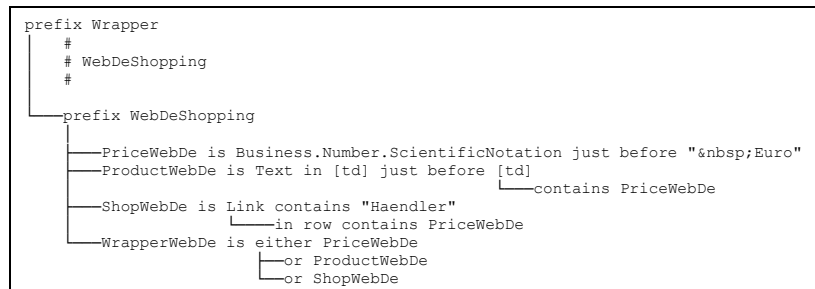 prefix Wrapper
#
# WebDeShopping
#
prefix WebDeShopping
PriceWebDe is Business.Number.ScientificNotation just before "&nbsp;Euro"
ProductWebDe is Text in [td] just before [td]
contains PriceWebDe
ShopWebDe is Link contains "Haendler"
in row contains PriceWebDe
WrapperWebDe is either PriceWebDe
or ProductWebDe
or ShopWebDe